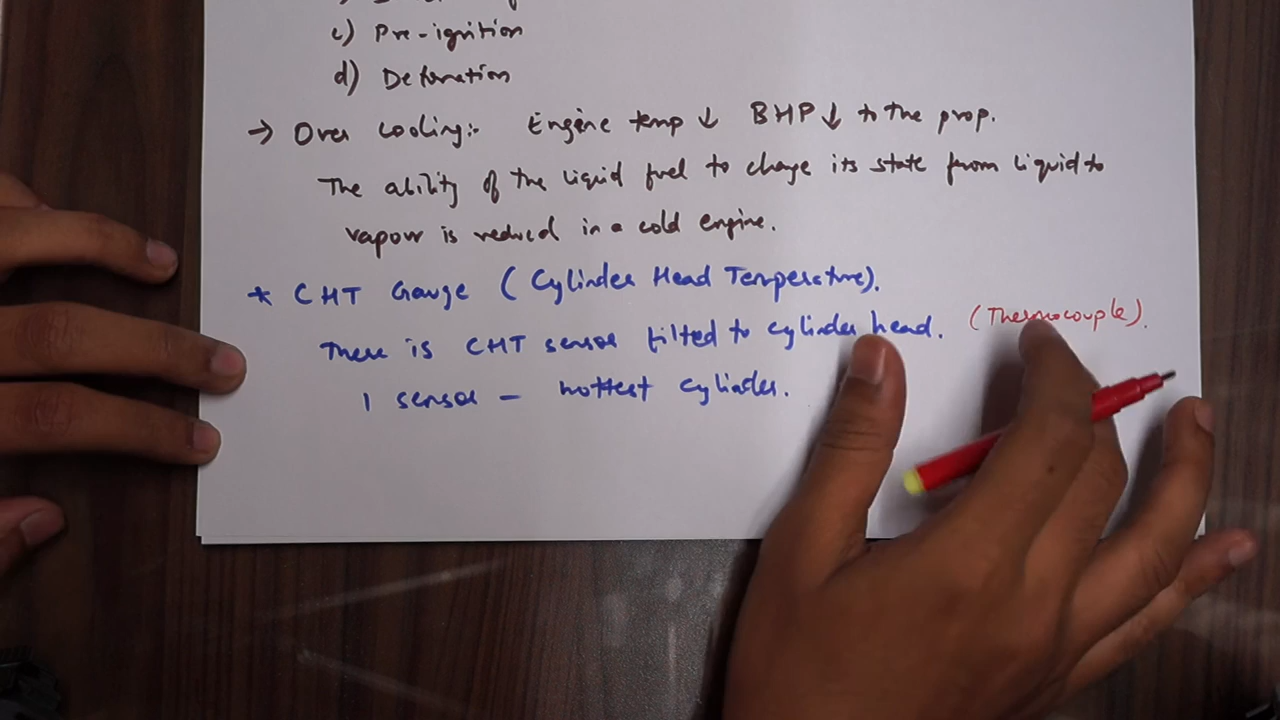 c) Pre-ignition
d) Detonation
→ Over cooling:- Engine temp ↓ BHP ↓ to the prop.
The ability of the liquid fuel to change its state from liquid to
vapour is reduced in a cold engine.
* CHT Gauge (Cylinder Head Temperature).
There is CHT sensor fitted to cylinder head. (Thermocouple).
1 sensor - hottest cylinder.